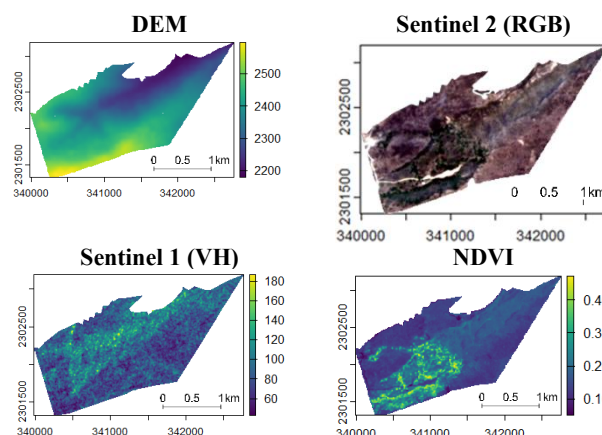 DEM
2302500
2301500
2500
2400
2300
2200
0 0.5 1km
340000 341000 342000
Sentinel 2 (RGB)
2302500
2301500
0 0.5 1km
340000 341000 342000
Sentinel 1 (VH)
2302500
2301500
180
160
140
120
100
80
60
0 0.5 1km
340000 341000 342000
NDVI
2302500
2301500
0.4
0.3
0.2
0.1
0 0.5 1km
340000 341000 342000